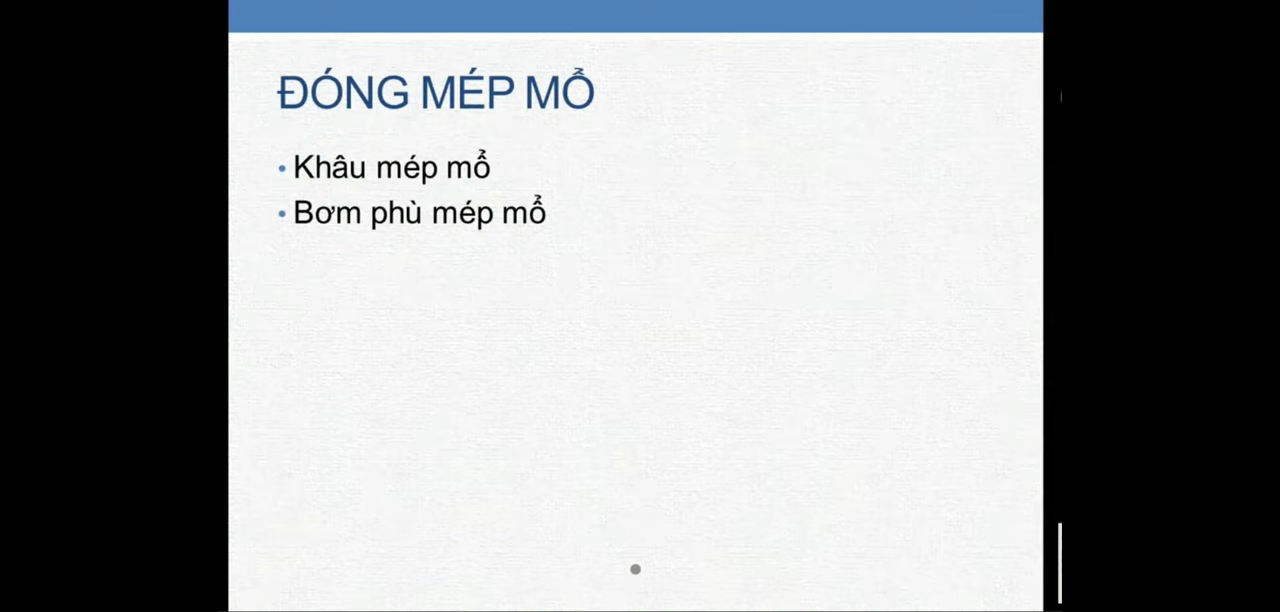 ĐÓNG MÉP MỔ
• Khâu mép mổ
• Bơm phù mép mổ